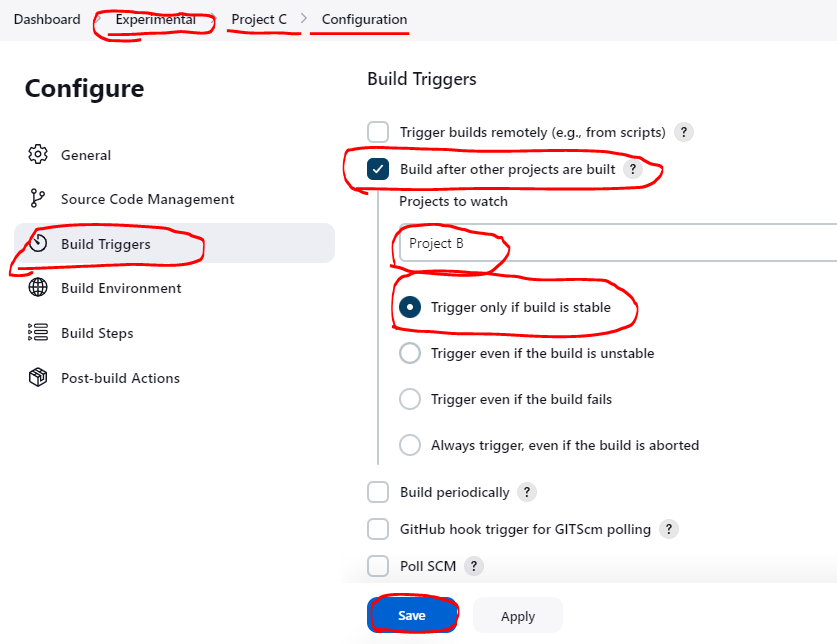 Dashboard > Experimental > Project C > Configuration
Configure
General
Source Code Management
Build Triggers
Build Environment
Build Steps
Post-build Actions
Build Triggers
Trigger builds remotely (e.g., from scripts) ?
Build after other projects are built ?
Projects to watch
Project B
Trigger only if build is stable
Trigger even if the build is unstable
Trigger even if the build fails
Always trigger, even if the build is aborted
Build periodically ?
GitHub hook trigger for GITScm polling ?
Poll SCM ?
Save Apply